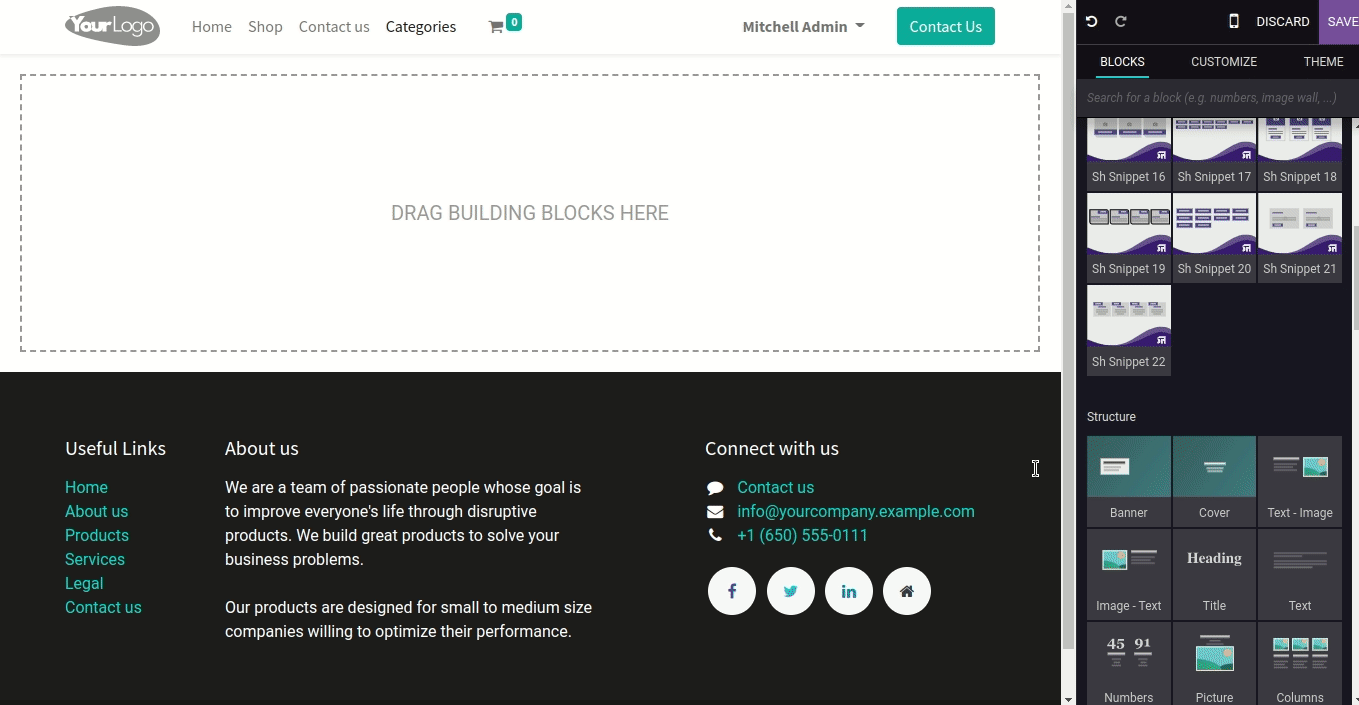 YourLogo
Home
Shop
Contact us
Categories
0
Mitchell Admin
Contact Us
DISCARD
SAVE
BLOCKS
CUSTOMIZE
THEME
Search for a block (e.g. numbers, image wall, ...)
DRAG BUILDING BLOCKS HERE
Sh Snippet 16
Sh Snippet 17
Sh Snippet 18
Sh Snippet 19
Sh Snippet 20
Sh Snippet 21
Sh Snippet 22
Structure
Banner
Cover
Text - Image
Image - Text
Heading
Title
Text
45 91
Numbers
Picture
Columns
Useful Links
Home
About us
Products
Services
Legal
Contact us
About us
We are a team of passionate people whose goal is
to improve everyone's life through disruptive
products. We build great products to solve your
business problems.
Our products are designed for small to medium size
companies willing to optimize their performance.
Connect with us
Contact us
info@yourcompany.example.com
+1 (650) 555-0111